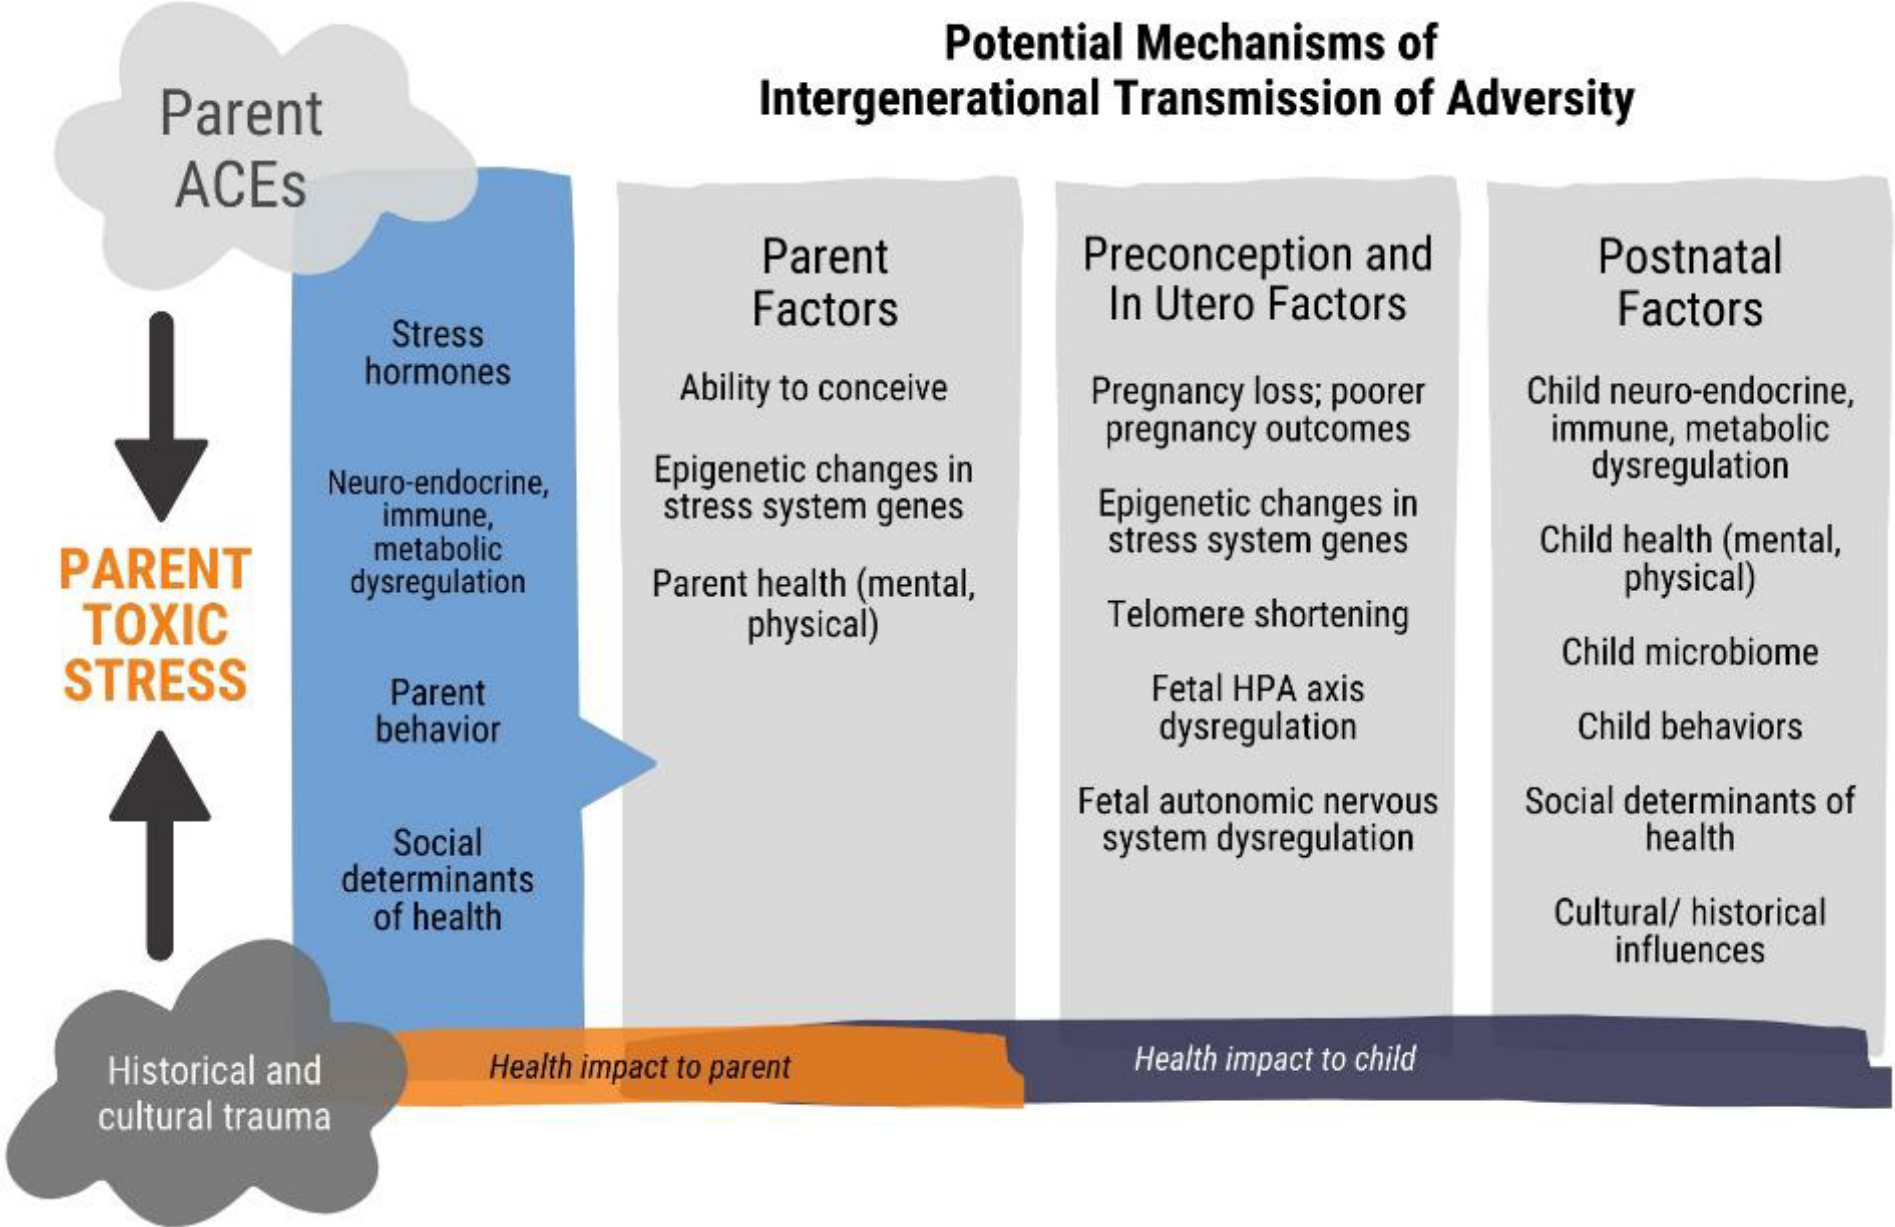 Potential Mechanisms of
Intergenerational Transmission of Adversity
Parent
ACEs
PARENT
TOXIC
STRESS
Historical and
cultural trauma
Stress
hormones
Neuro-endocrine,
immune,
metabolic
dysregulation
Parent
behavior
Social
determinants
of health
Parent
Factors
Ability to conceive
Epigenetic changes in
stress system genes
Parent health (mental,
physical)
Preconception and
In Utero Factors
Pregnancy loss; poorer
pregnancy outcomes
Epigenetic changes in
stress system genes
Telomere shortening
Fetal HPA axis
dysregulation
Fetal autonomic nervous
system dysregulation
Postnatal
Factors
Child neuro-endocrine,
immune, metabolic
dysregulation
Child health (mental,
physical)
Child microbiome
Child behaviors
Social determinants of
health
Cultural/ historical
influences
Health impact to parent
Health impact to child